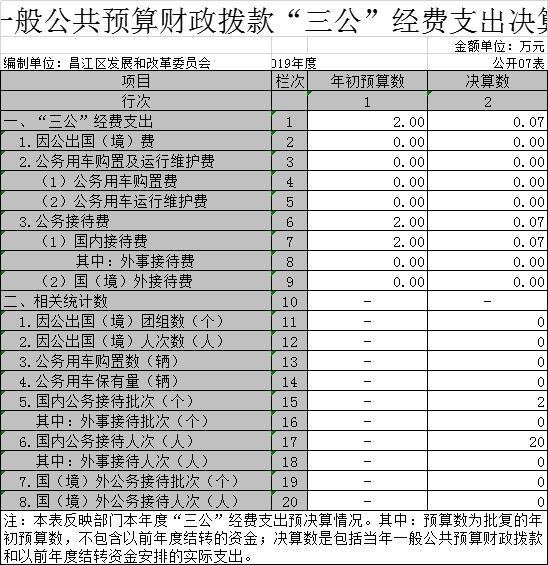 一般公共预算财政拨款“三公”经费支出决算
金额单位：万元
编制单位：昌江区发展和改革委员会 019年度 公开07表
项目 栏次 年初预算数 决算数
行次 1 2
一、“三公”经费支出 1 2.00 0.07
1.因公出国（境）费 2 0.00 0.00
2.公务用车购置及运行维护费 3 0.00 0.00
（1）公务用车购置费 4 0.00 0.00
（2）公务用车运行维护费 5 0.00 0.00
3.公务接待费 6 2.00 0.07
（1）国内接待费 7 2.00 0.07
其中：外事接待费 8 0.00 0.00
（2）国（境）外接待费 9 0.00 0.00
二、相关统计数 10 － －
1.因公出国（境）团组数（个） 11 － 0
2.因公出国（境）人次数（人） 12 － 0
3.公务用车购置数（辆） 13 － 0
4.公务用车保有量（辆） 14 － 0
5.国内公务接待批次（个） 15 － 2
其中：外事接待批次（个） 16 － 0
6.国内公务接待人次（人） 17 － 20
其中：外事接待人次（人） 18 － 0
7.国（境）外公务接待批次（个） 19 － 0
8.国（境）外公务接待人次（人） 20 － 0
注：本表反映部门本年度“三公”经费支出预决算情况。其中：预算数为批复的年
初预算数，不包含以前年度结转的资金；决算数是包括当年一般公共预算财政拨款
和以前年度结转资金安排的实际支出。